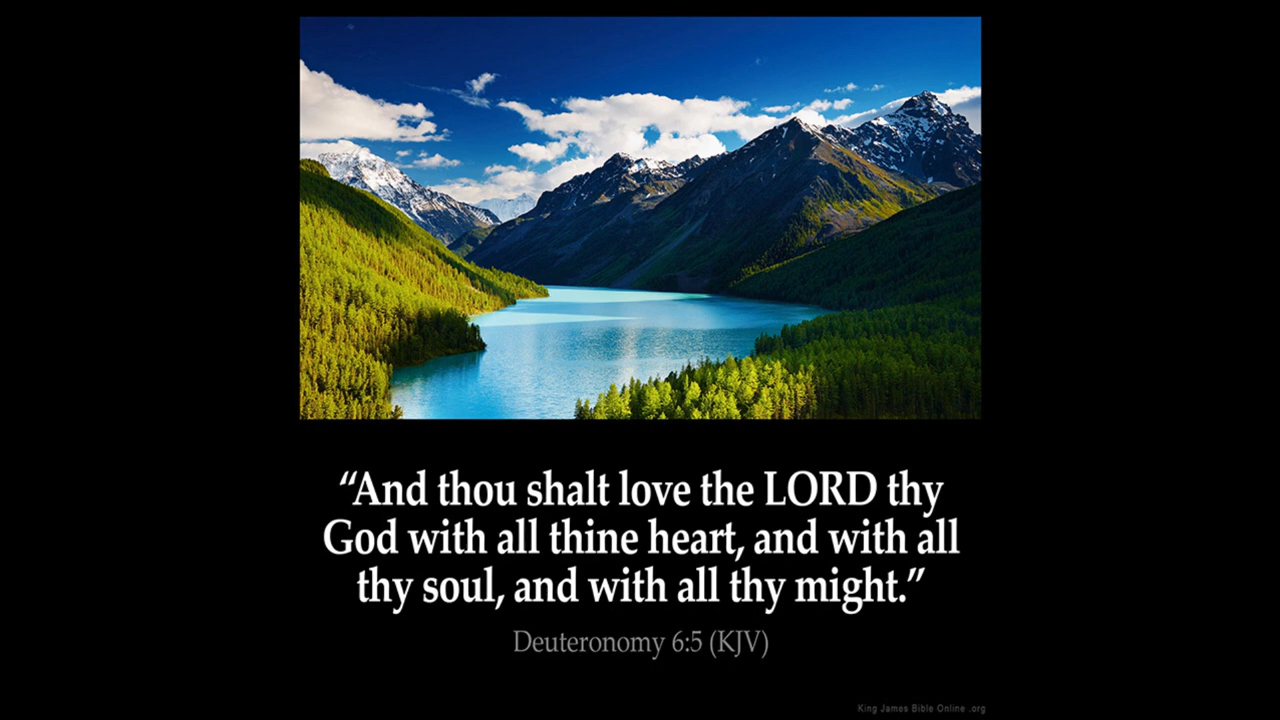 “And thou shalt love the LORD thy
God with all thine heart, and with all
thy soul, and with all thy might.”
Deuteronomy 6:5 (KJV)
King James Bible Online .org